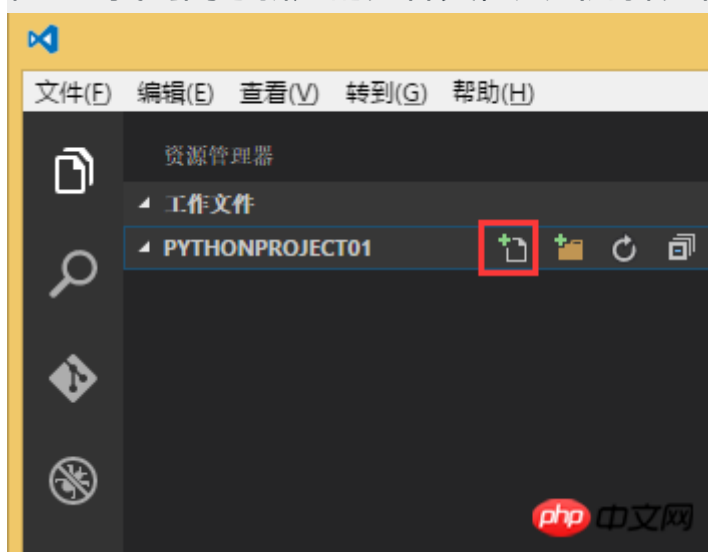 文件(F) 编辑(E) 查看(V) 转到(G) 帮助(H)
资源管理器
工作文件
PYTHONPROJECT01
php 中文网